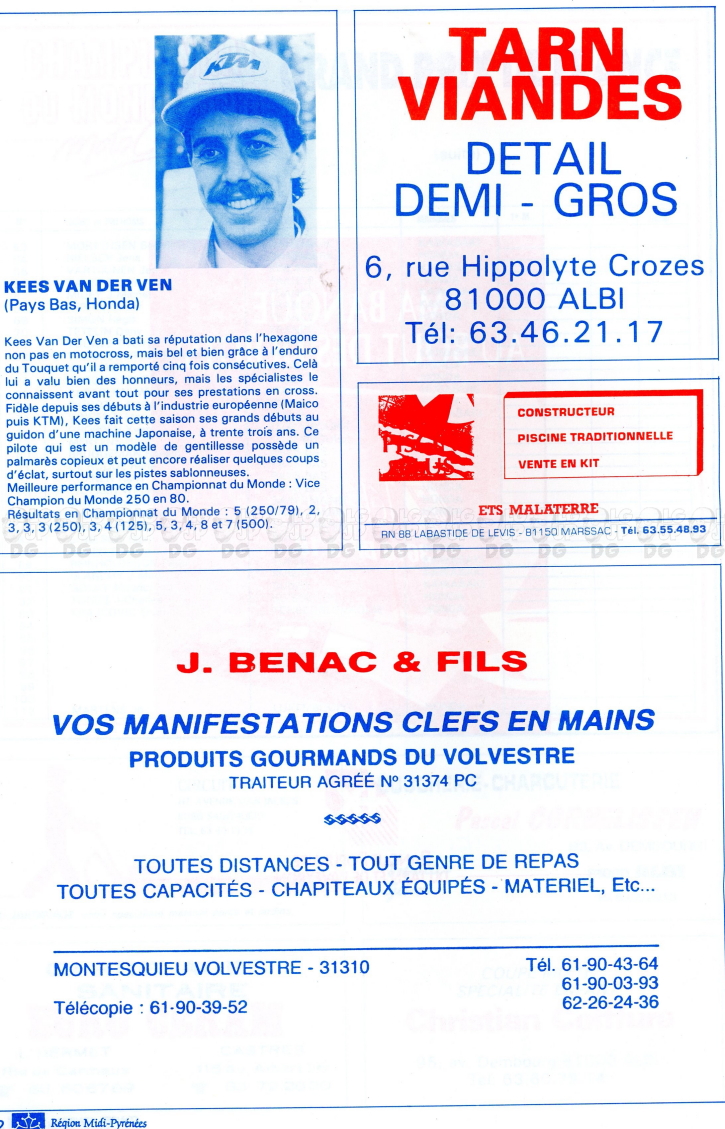 KTM
KEES VAN DER VEN
(Pays Bas, Honda)
Kees Van Der Ven a bati sa réputation dans l'hexagone
non pas en motocross, mais bel et bien grâce à l'enduro
du Touquet qu'il a remporté cinq fois consécutives. Celà
lui a valu bien des honneurs, mais les spécialistes le
connaissent avant tout pour ses prestations en cross.
Fidèle depuis ses débuts à l'industrie européenne (Maico
puis KTM), Kees fait cette saison ses grands débuts au
guidon d'une machine Japonaise, à trente trois ans. Ce
pilote qui est un modèle de gentillesse possède un
palmarès copieux et peut encore réaliser quelques coups
d'éclat, surtout sur les pistes sablonneuses.
Meilleure performance en Championnat du Monde : Vice
Champion du Monde 250 en 80.
Résultats en Championnat du Monde : 5 (250/79), 2,
3, 3, 3 (250), 3, 4 (125), 5, 3, 4, 8 et 7 (500).
TARN
VIANDES
DETAIL
DEMI - GROS
6, rue Hippolyte Crozes
81000 ALBI
Tél: 63.46.21.17
CONSTRUCTEUR
PISCINE TRADITIONNELLE
VENTE EN KIT
ETS MALATERRE
RN 88 LABASTIDE DE LEVIS - 81150 MARSSAC - Tél. 63.55.48.93
J. BENAC & FILS
VOS MANIFESTATIONS CLEFS EN MAINS
PRODUITS GOURMANDS DU VOLVESTRE
TRAITEUR AGRÉÉ Nº 31374 PC
TOUTES DISTANCES - TOUT GENRE DE REPAS
TOUTES CAPACITÉS - CHAPITEAUX ÉQUIPÉS - MATERIEL, Etc...
MONTESQUIEU VOLVESTRE - 31310
Télécopie : 61-90-39-52
Tél. 61-90-43-64
61-90-03-93
62-26-24-36
Région Midi-Pyrénées